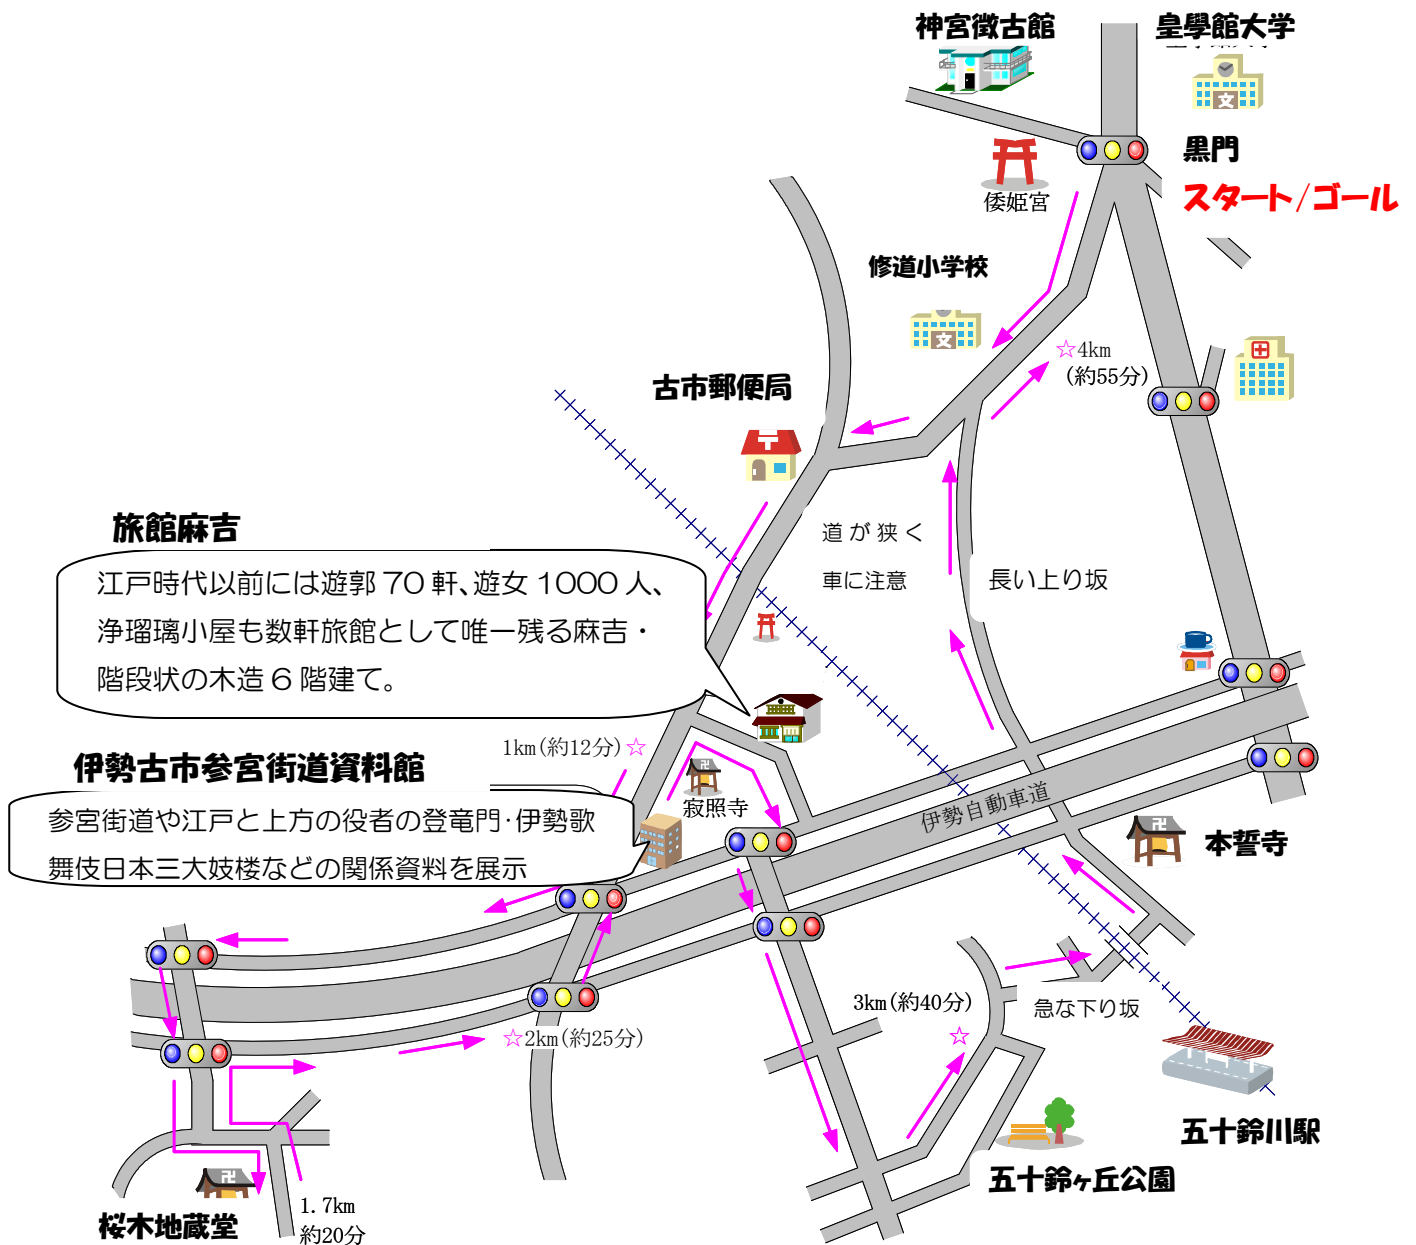 神宮徴古館
皇學館大学
文
黒門
スタート/ゴール
倭姫宮
修道小学校
文
☆4km
(約55分)
古市郵便局
旅館麻吉
江戸時代以前には遊郭70軒、遊女1000人、
浄瑠璃小屋も数軒旅館として唯一残る麻吉・
階段状の木造6階建て。
道が狭く
車に注意
長い上り坂
1km(約12分)☆
伊勢古市参宮街道資料館
参宮街道や江戸と上方の役者の登竜門・伊勢歌
舞伎日本三大妓楼などの関係資料を展示
卍
寂照寺
伊勢自動車道
卍
本誓寺
3km(約40分)
☆
急な下り坂
☆2km(約25分)
五十鈴川駅
五十鈴ヶ丘公園
卍
桜木地蔵堂
1.7km
約20分